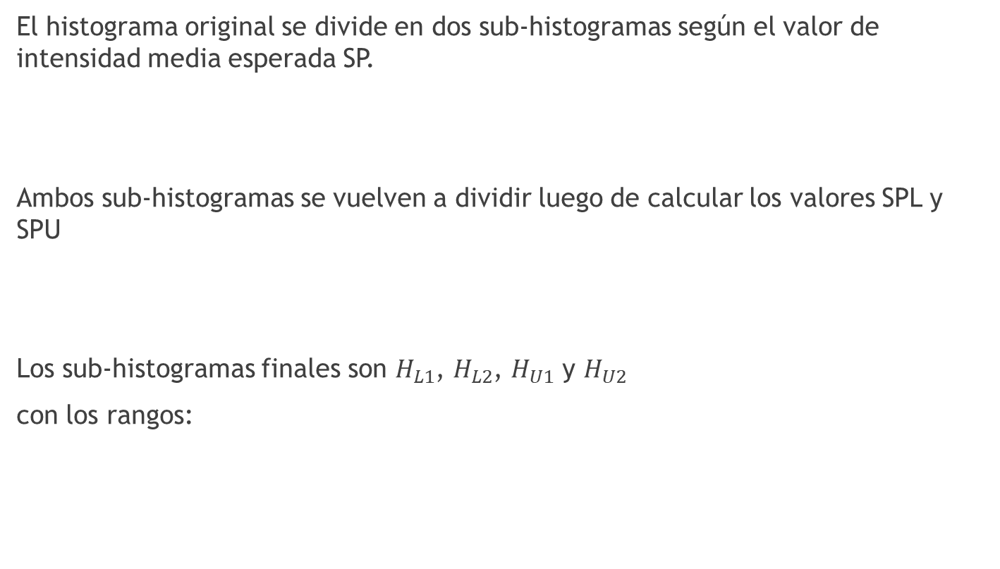 El histograma original se divide en dos sub-histogramas según el valor de
intensidad media esperada SP.
Ambos sub-histogramas se vuelven a dividir luego de calcular los valores SPL y
SPU
Los sub-histogramas finales son $H_{L1}$, $H_{L2}$, $H_{U1}$ y $H_{U2}$
con los rangos: